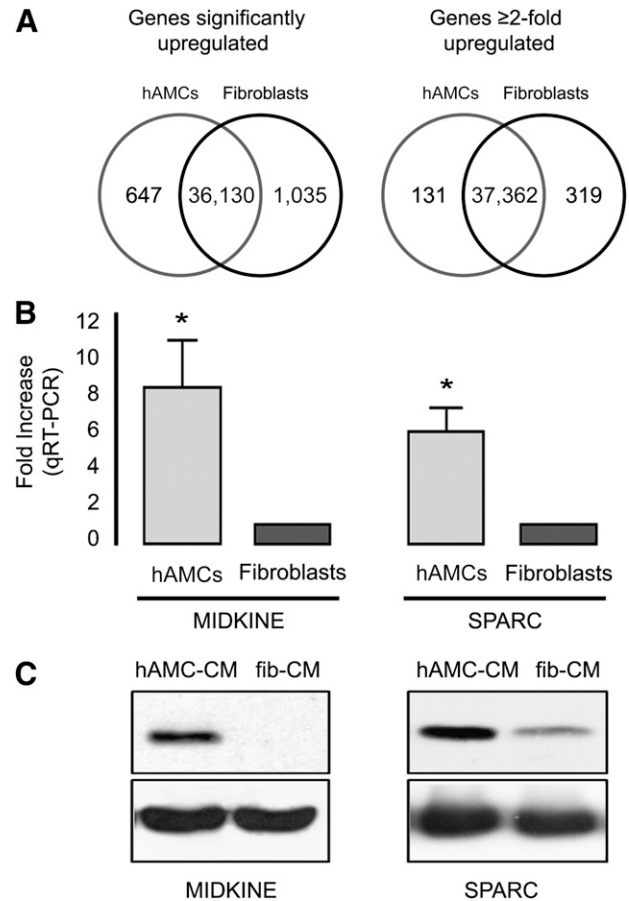 A
Genes significantly
upregulated
Genes ≥2-fold
upregulated
hAMCs Fibroblasts
hAMCs Fibroblasts
647 36,130 1,035
131 37,362 319
B
Fold Increase
(qRT-PCR)
12
10
8
6
4
2
0
*
*
hAMCs Fibroblasts
hAMCs Fibroblasts
MIDKINE
SPARC
C
hAMC-CM fib-CM
hAMC-CM fib-CM
MIDKINE
SPARC